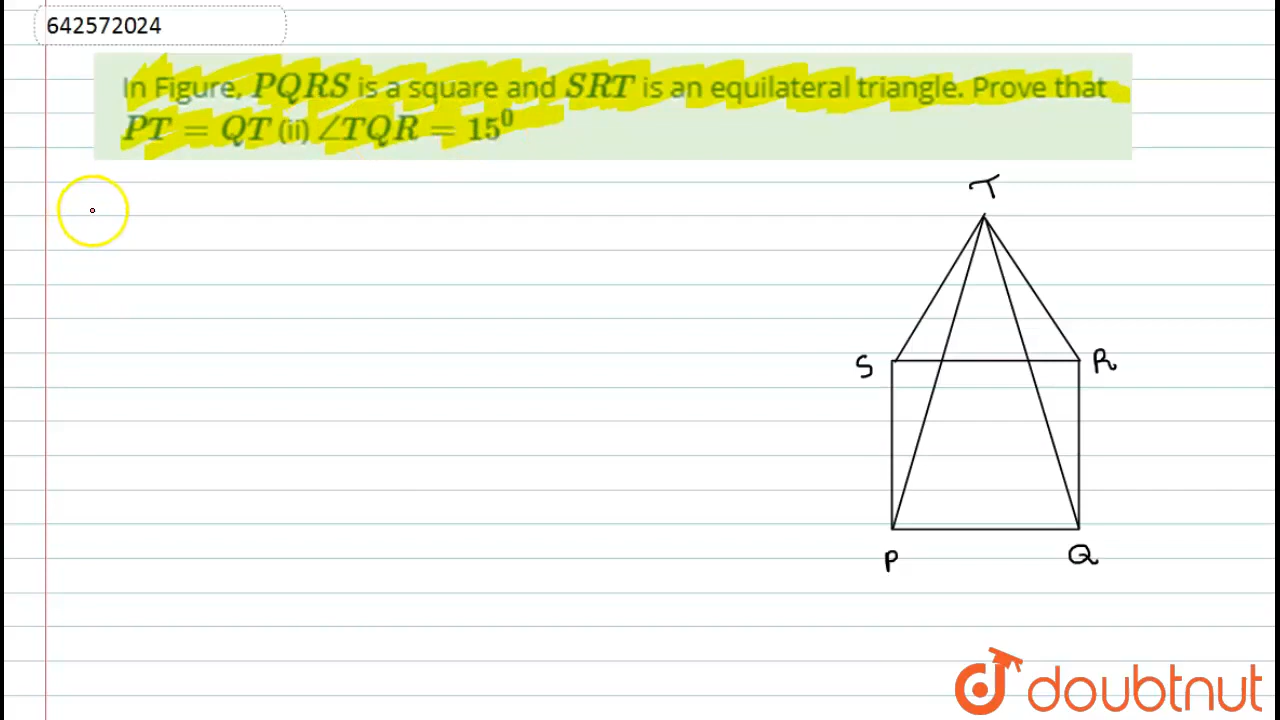 642572024
In Figure, PQRS is a square and SRT is an equilateral triangle. Prove that
PT = QT (ii) ∠TQR = 15⁰
T
S
R
P
Q
doubtnut